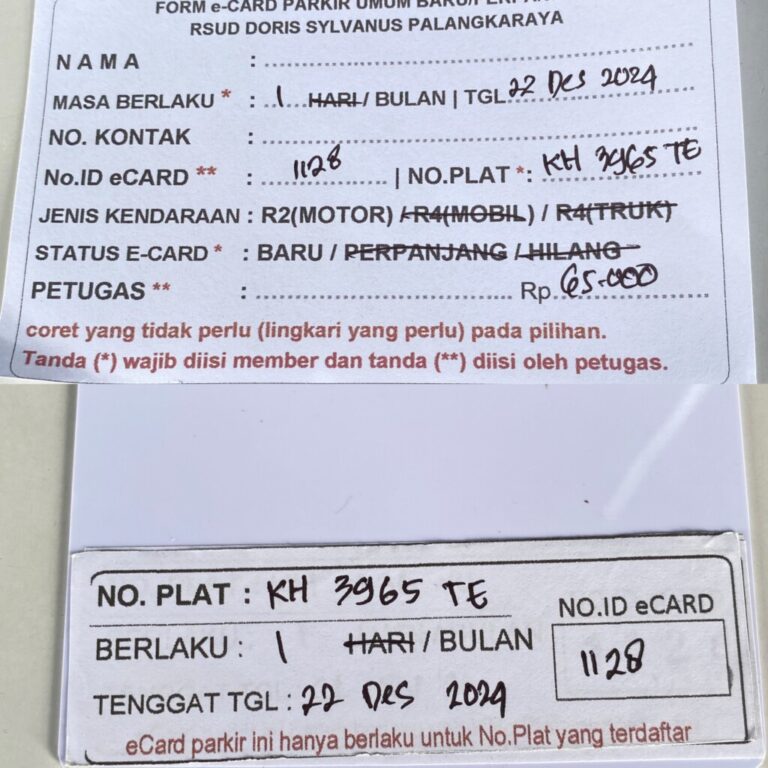 FORM e-CARD PARKIR UMUM
RSUD DORIS SYLVANUS PALANGKARAYA
NAMA :
MASA BERLAKU * : 1 HARI / BULAN | TGL 22 Des 2024
NO. KONTAK :
No.ID eCARD ** : 1128 | NO.PLAT *: KH 3965 TE
JENIS KENDARAAN : R2(MOTOR) / R4(MOBIL) / R4(TRUK)
STATUS E-CARD * : BARU / PERPANJANG / HILANG
PETUGAS ** : Rp. 65.000
coret yang tidak perlu (lingkari yang perlu) pada pilihan.
Tanda (*) wajib diisi member dan tanda (**) diisi oleh petugas.
NO. PLAT : KH 3965 TE
NO.ID eCARD
BERLAKU : 1 HARI / BULAN
1128
TENGGAT TGL : 22 Des 2024
eCard parkir ini hanya berlaku untuk No.Plat yang terdaftar